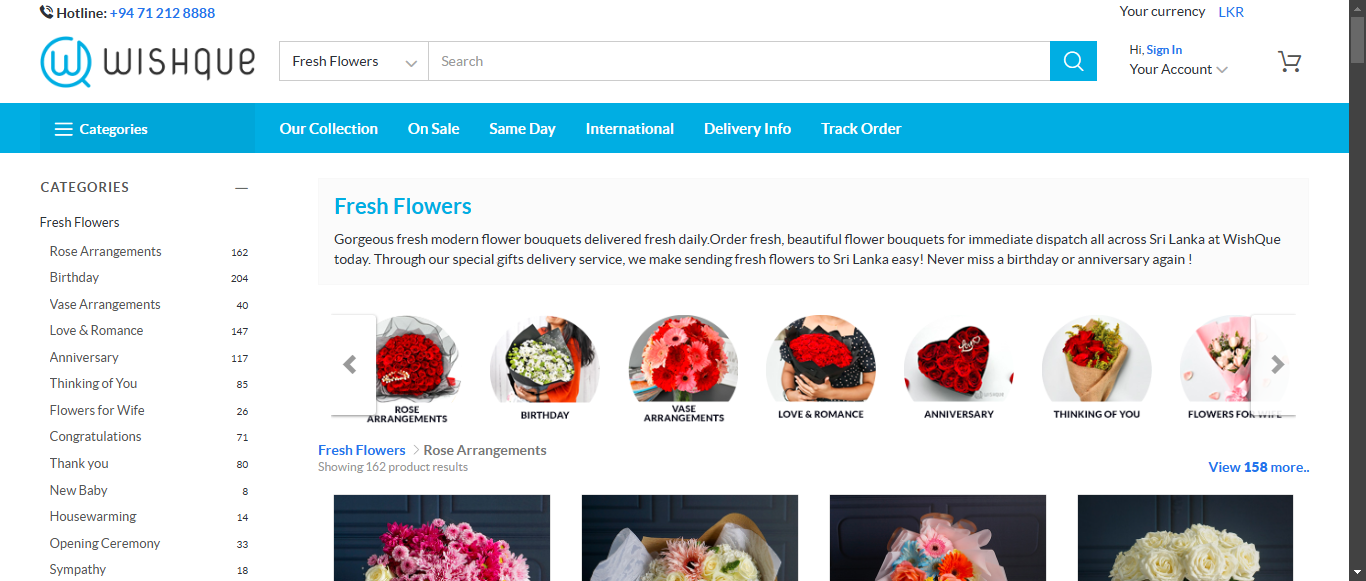 Hotline: +94 71 212 8888
Your currency LKR
WISHQUE
Fresh Flowers
Search
Hi, Sign In
Your Account
Categories
Our Collection
On Sale
Same Day
International
Delivery Info
Track Order
CATEGORIES
Fresh Flowers
Rose Arrangements 162
Birthday 204
Vase Arrangements 40
Love & Romance 147
Anniversary 117
Thinking of You 85
Flowers for Wife 26
Congratulations 71
Thank you 80
New Baby 8
Housewarming 14
Opening Ceremony 33
Sympathy 18
Fresh Flowers
Gorgeous fresh modern flower bouquets delivered fresh daily.Order fresh, beautiful flower bouquets for immediate dispatch all across Sri Lanka at WishQue
today. Through our special gifts delivery service, we make sending fresh flowers to Sri Lanka easy! Never miss a birthday or anniversary again !
ROSE
ARRANGEMENTS
BIRTHDAY
VASE
ARRANGEMENTS
LOVE & ROMANCE
ANNIVERSARY
THINKING OF YOU
FLOWERS FOR WIFE
Fresh Flowers > Rose Arrangements
Showing 162 product results
View 158 more..